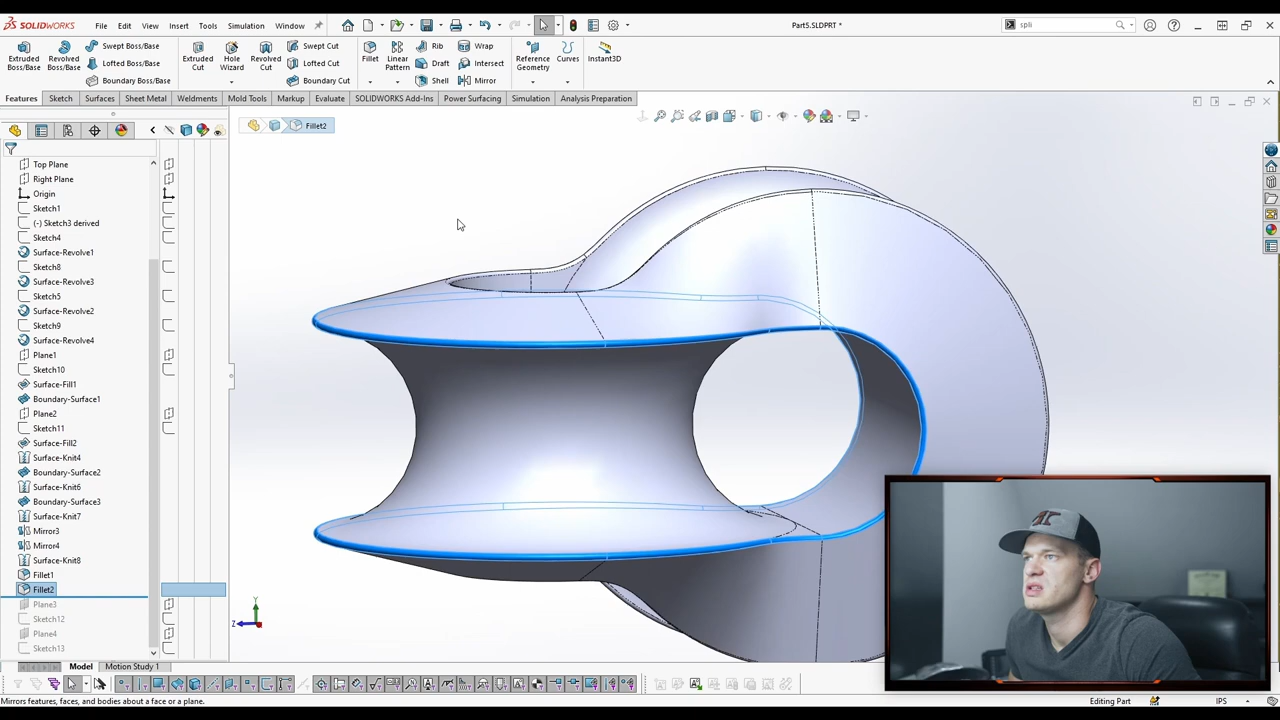 SOLIDWORKS File Edit View Insert Tools Simulation Window Part5.SLDPRT * spli
Extruded Boss/Base Revolved Boss/Base Swept Boss/Base Lofted Boss/Base Boundary Boss/Base Extruded Cut Hole Wizard Revolved Cut Swept Cut Lofted Cut Boundary Cut Fillet Linear Pattern Rib Draft Shell Wrap Intersect Mirror Reference Geometry Curves Instant3D
Features Sketch Surfaces Sheet Metal Weldments Mold Tools Markup Evaluate SOLIDWORKS Add-Ins Power Surfacing Simulation Analysis Preparation
Fillet2
Top Plane
Right Plane
Origin
Sketch1
(-) Sketch3 derived
Sketch4
Surface-Revolve1
Sketch8
Surface-Revolve3
Sketch5
Surface-Revolve2
Sketch9
Surface-Revolve4
Plane1
Sketch10
Surface-Fill1
Boundary-Surface1
Plane2
Sketch11
Surface-Fill2
Surface-Knit4
Boundary-Surface2
Surface-Knit6
Boundary-Surface3
Surface-Knit7
Mirror3
Mirror4
Surface-Knit8
Fillet1
Fillet2
Plane3
Sketch12
Plane4
Sketch13
Y
Z
Model Motion Study 1
Mirrors features, faces, and bodies about a face or a plane. Editing Part IPS